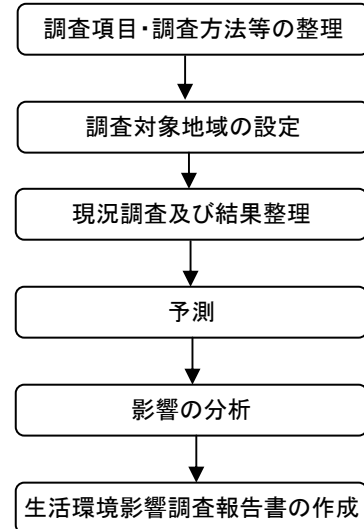 調査項目・調査方法等の整理
調査対象地域の設定
現況調査及び結果整理
予測
影響の分析
生活環境影響調査報告書の作成